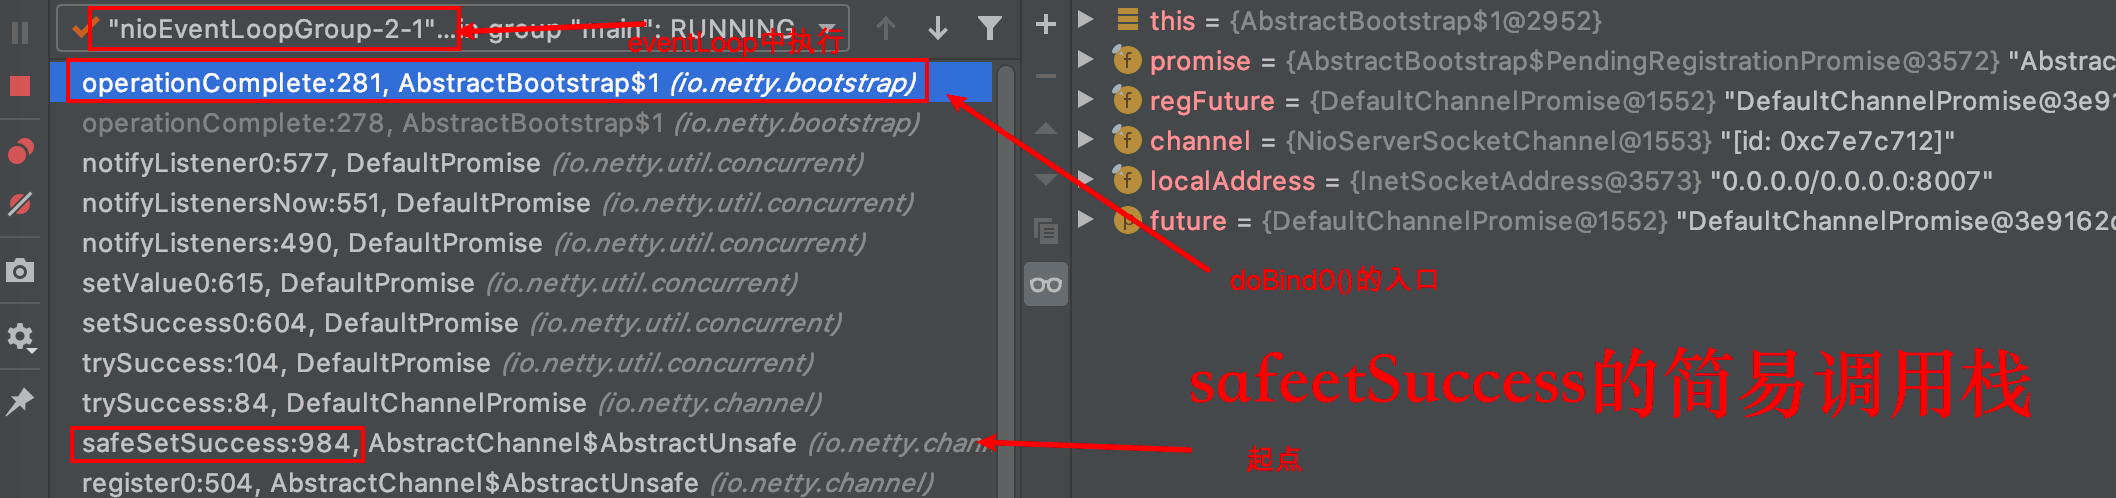 "nioEventLoopGroup-2-1"...in group "main": RUNNING
eventLoop中执行
operationComplete:281, AbstractBootstrap$1 (io.netty.bootstrap)
operationComplete:278, AbstractBootstrap$1 (io.netty.bootstrap)
notifyListener0:577, DefaultPromise (io.netty.util.concurrent)
notifyListenersNow:551, DefaultPromise (io.netty.util.concurrent)
notifyListeners:490, DefaultPromise (io.netty.util.concurrent)
setValue0:615, DefaultPromise (io.netty.util.concurrent)
setSuccess0:604, DefaultPromise (io.netty.util.concurrent)
trySuccess:104, DefaultPromise (io.netty.util.concurrent)
trySuccess:84, DefaultChannelPromise (io.netty.channel)
safeSetSuccess:984, AbstractChannel$AbstractUnsafe (io.netty.chann
register0:504, AbstractChannel$AbstractUnsafe (io.netty.channel)
this = {AbstractBootstrap$1@2952}
promise = {AbstractBootstrap$PendingRegistrationPromise@3572} "Abstrac
regFuture = {DefaultChannelPromise@1552} "DefaultChannelPromise@3e91
channel = {NioServerSocketChannel@1553} "[id: 0xc7e7c712]"
localAddress = {InetSocketAddress@3573} "0.0.0.0/0.0.0.0:8007"
future = {DefaultChannelPromise@1552} "DefaultChannelPromise@3e9162
doBind0()的入口
safeetSuccess的简易调用栈
起点